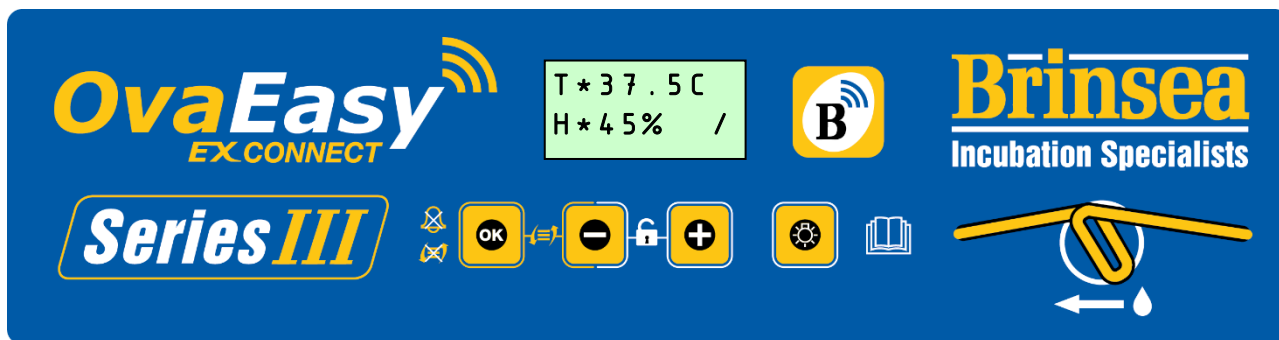 OvaEasy
EX CONNECT
T*37.5C
H*45% /
B
Brinsea
Incubation Specialists
Series III
OK